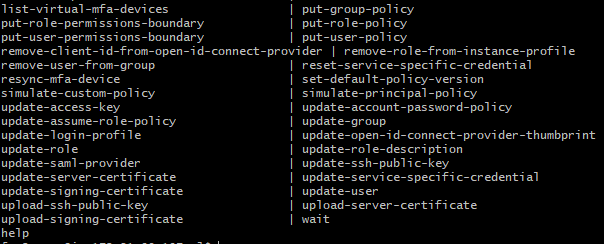 list-virtual-mfa-devices | put-group-policy
put-role-permissions-boundary | put-role-policy
put-user-permissions-boundary | put-user-policy
remove-client-id-from-open-id-connect-provider | remove-role-from-instance-profile
remove-user-from-group | reset-service-specific-credential
resync-mfa-device | set-default-policy-version
simulate-custom-policy | simulate-principal-policy
update-access-key | update-account-password-policy
update-assume-role-policy | update-group
update-login-profile | update-open-id-connect-provider-thumbprint
update-role | update-role-description
update-saml-provider | update-ssh-public-key
update-server-certificate | update-service-specific-credential
update-signing-certificate | update-user
upload-ssh-public-key | upload-server-certificate
upload-signing-certificate | wait
help